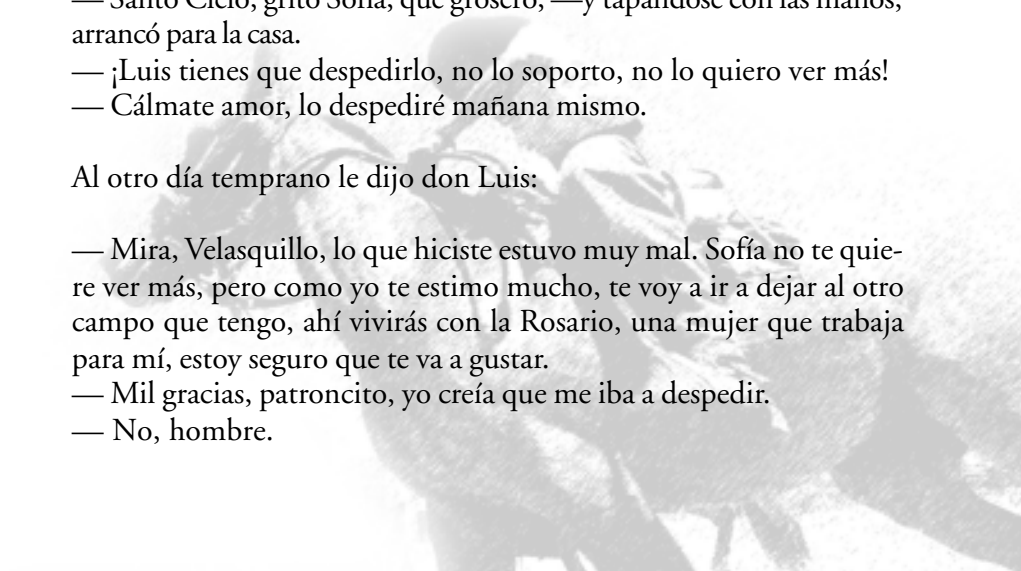 — Santo Cielo, gritó Sofía, que grosero, —y tapándose con las manos,
arrancó para la casa.
— ¡Luis tienes que despedirlo, no lo soporto, no lo quiero ver más!
— Cálmate amor, lo despediré mañana mismo.
Al otro día temprano le dijo don Luis:
— Mira, Velasquillo, lo que hiciste estuvo muy mal. Sofía no te quie-
re ver más, pero como yo te estimo mucho, te voy a ir a dejar al otro
campo que tengo, ahí vivirás con la Rosario, una mujer que trabaja
para mí, estoy seguro que te va a gustar.
— Mil gracias, patroncito, yo creía que me iba a despedir.
— No, hombre.